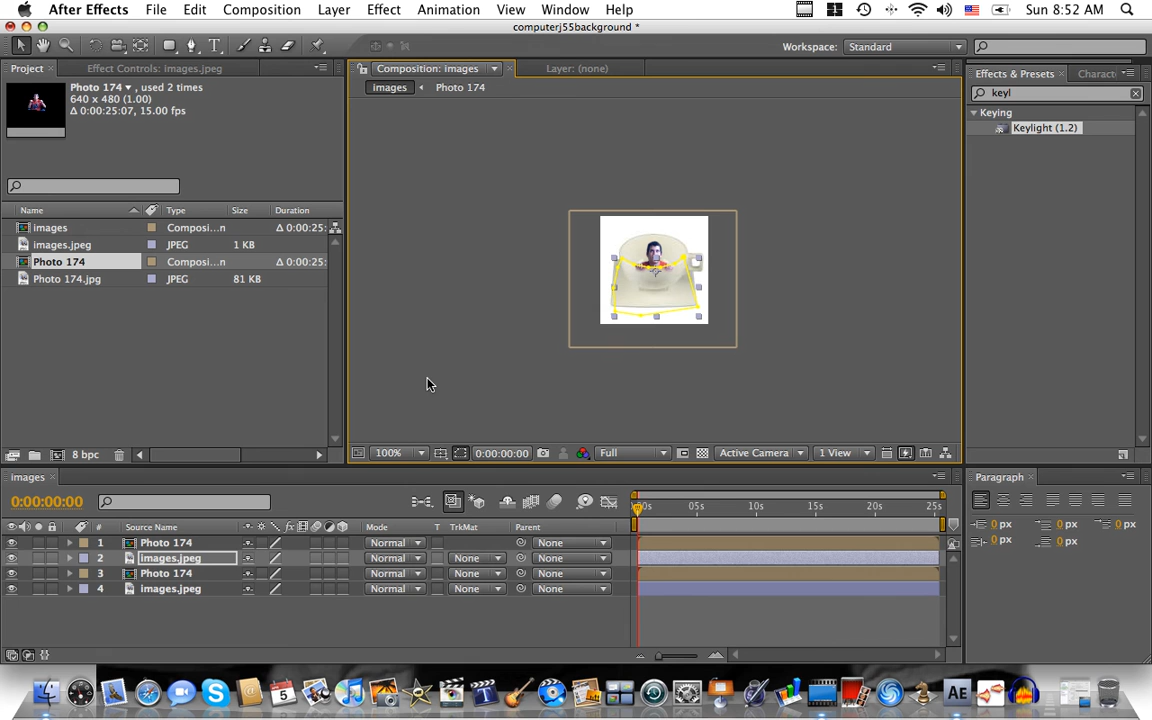 After Effects File Edit Composition Layer Effect Animation View Window Help Sun 8:52 AM
computerj55background *
Workspace: Standard
Project Effect Controls: images.jpeg Composition: images Layer: (none) Effects & Presets Charact
Photo 174 , used 2 times
640 x 480 (1.00)
Δ 0:00:25:07, 15.00 fps
images Photo 174
keyl
Keying
Keylight (1.2)
Name Type Size Duration
images Composi...n Δ 0:00:25:
images.jpeg JPEG 1 KB
Photo 174 Composi...n Δ 0:00:25:
Photo 174.jpg JPEG 81 KB
8 bpc 100% 0:00:00:00 Full Active Camera 1 View
images Paragraph
0:00:00:00
00s 05s 10s 15s 20s 25s
# Source Name Mode T TrkMat Parent
1 Photo 174 Normal None
2 images.jpeg Normal None None
3 Photo 174 Normal None None
4 images.jpeg Normal None None
0 px 0 px 0 px
0 px 0 px
5
AE